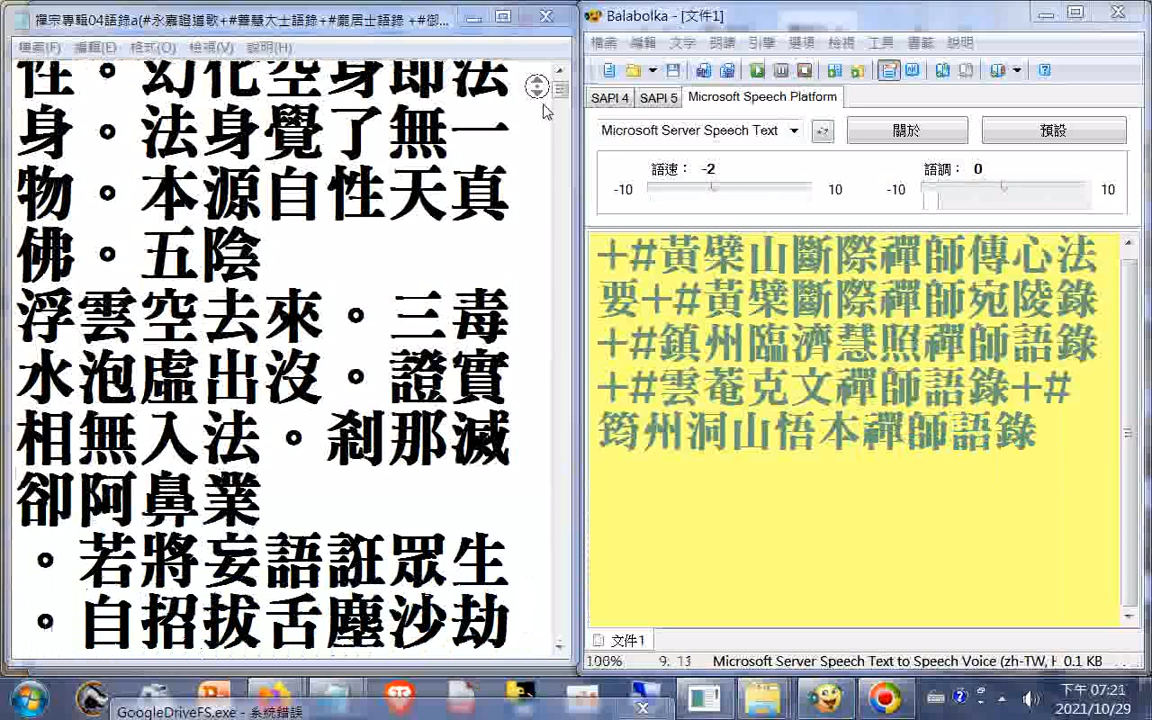 禪宗專輯04語錄a(#永嘉證道歌+#善慧大士語錄+#龐居士語錄 +#御...
檔案(F) 編輯(E) 格式(O) 檢視(V) 說明(H)
性。幻化空身即法
身。法身覺了無一
物。本源自性天真
佛。五陰
浮雲空去來。三毒
水泡虛出沒。證實
相無入法。剎那滅
卻阿鼻業
。若將妄語誑眾生
。自招拔舌塵沙劫
Balabolka - [文件1]
檔案 編輯 文字 朗讀 引擎 選項 檢視 工具 書籤 說明
SAPI 4 SAPI 5 Microsoft Speech Platform
Microsoft Server Speech Text 關於 預設
語速： -2 語調： 0
-10 10 -10 10
+#黃檗山斷際禪師傳心法
要+#黃檗斷際禪師宛陵錄
+#鎮州臨濟慧照禪師語錄
+#雲菴克文禪師語錄+#
筠州洞山悟本禪師語錄
文件1
100% 9: 13 Microsoft Server Speech Text to Speech Voice (zh-TW, H 0.1 KB
GoogleDriveFS.exe - 系統錯誤
下午 07:21
2021/10/29